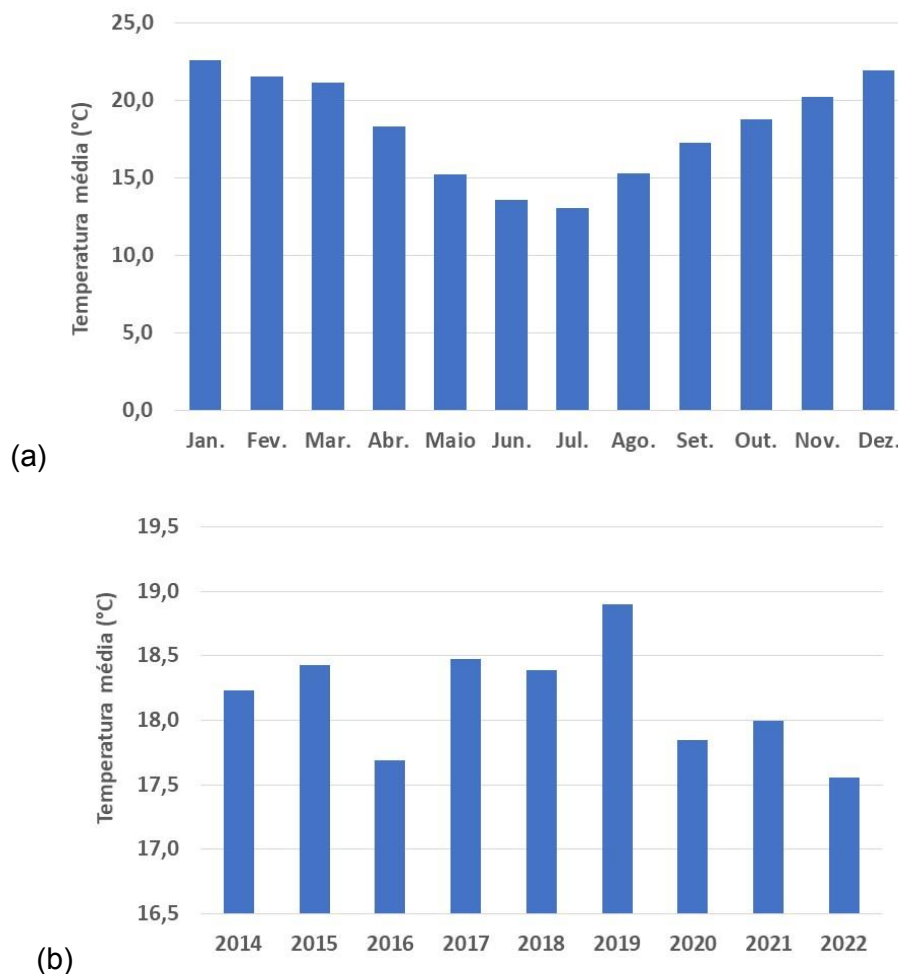 25,0
20,0
15,0
10,0
5,0
0,0
Temperatura média (°C)
Jan. Fev. Mar. Abr. Maio Jun. Jul. Ago. Set. Out. Nov. Dez.
(a)
19,5
19,0
18,5
18,0
17,5
17,0
16,5
Temperatura média (°C)
2014 2015 2016 2017 2018 2019 2020 2021 2022
(b)